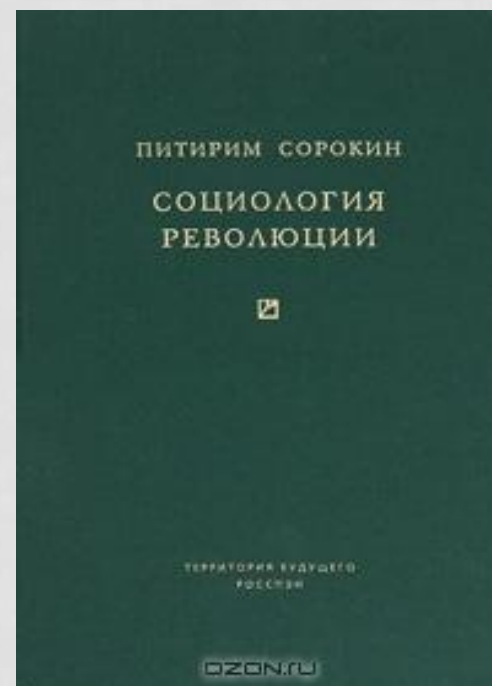 ПИТИРИМ СОРОКИН
СОЦИОЛОГИЯ
РЕВОЛЮЦИИ
ТЕРРИТОРИЯ БУДУЩЕГО
РОССПЭН
OZON.RU